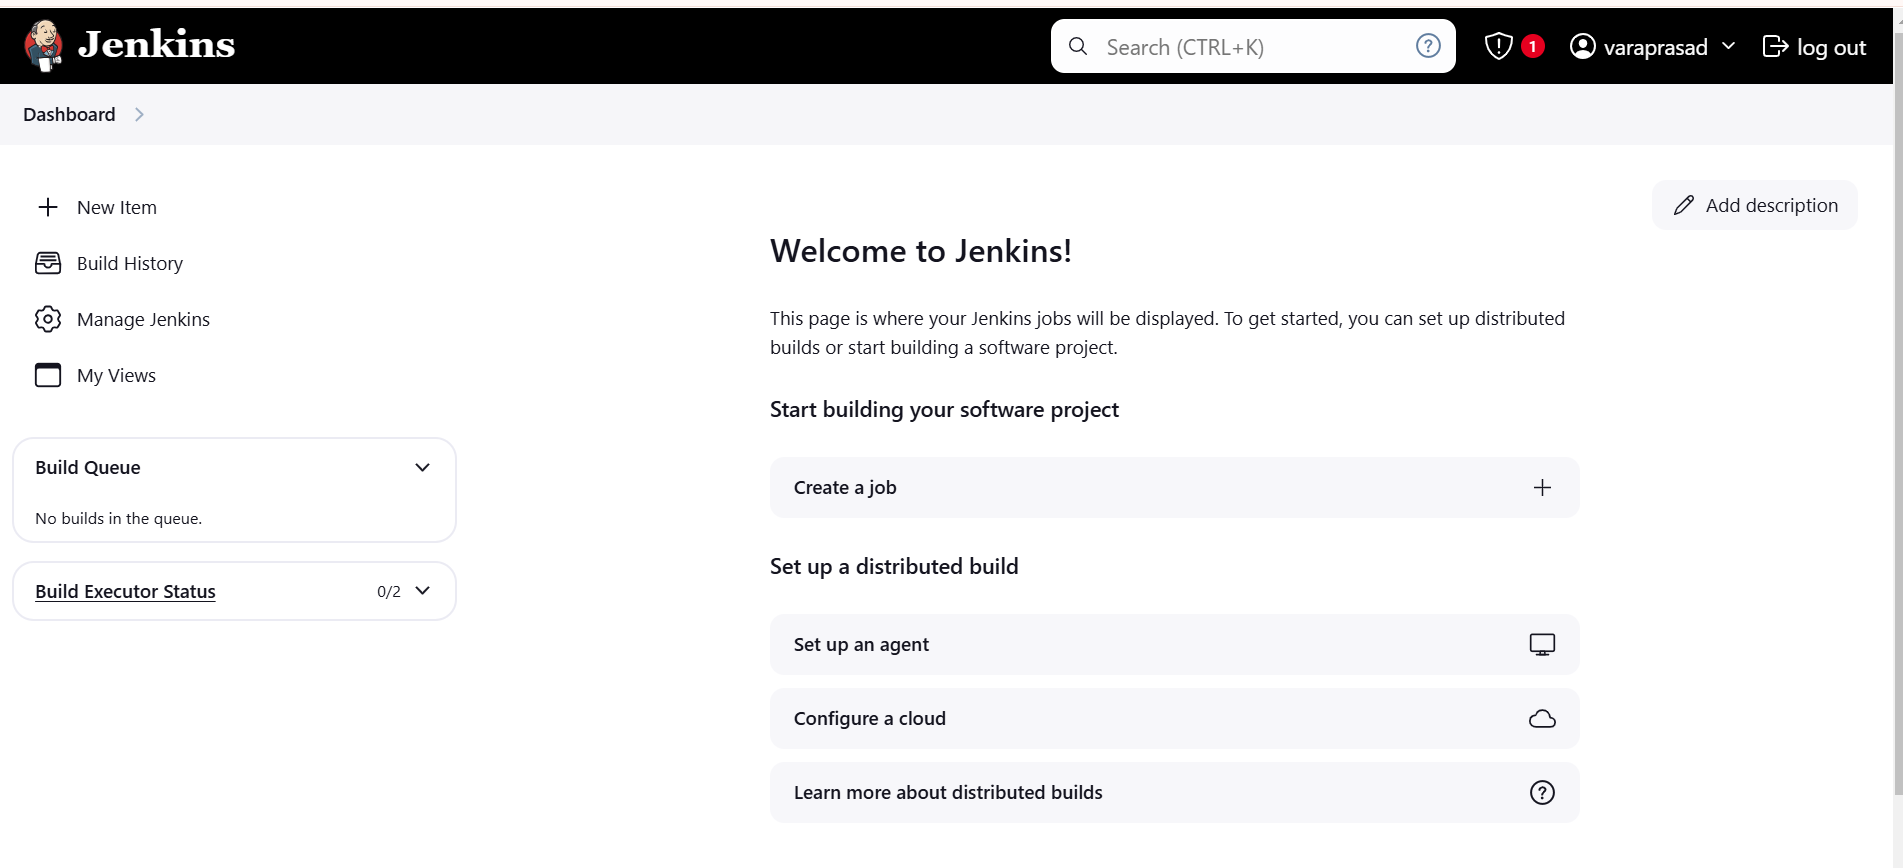 Jenkins
Search (CTRL+K)
?
1
varaprasad
log out
Dashboard
New Item
Build History
Manage Jenkins
My Views
Build Queue
No builds in the queue.
Build Executor Status 0/2
Add description
Welcome to Jenkins!
This page is where your Jenkins jobs will be displayed. To get started, you can set up distributed
builds or start building a software project.
Start building your software project
Create a job
Set up a distributed build
Set up an agent
Configure a cloud
Learn more about distributed builds
?